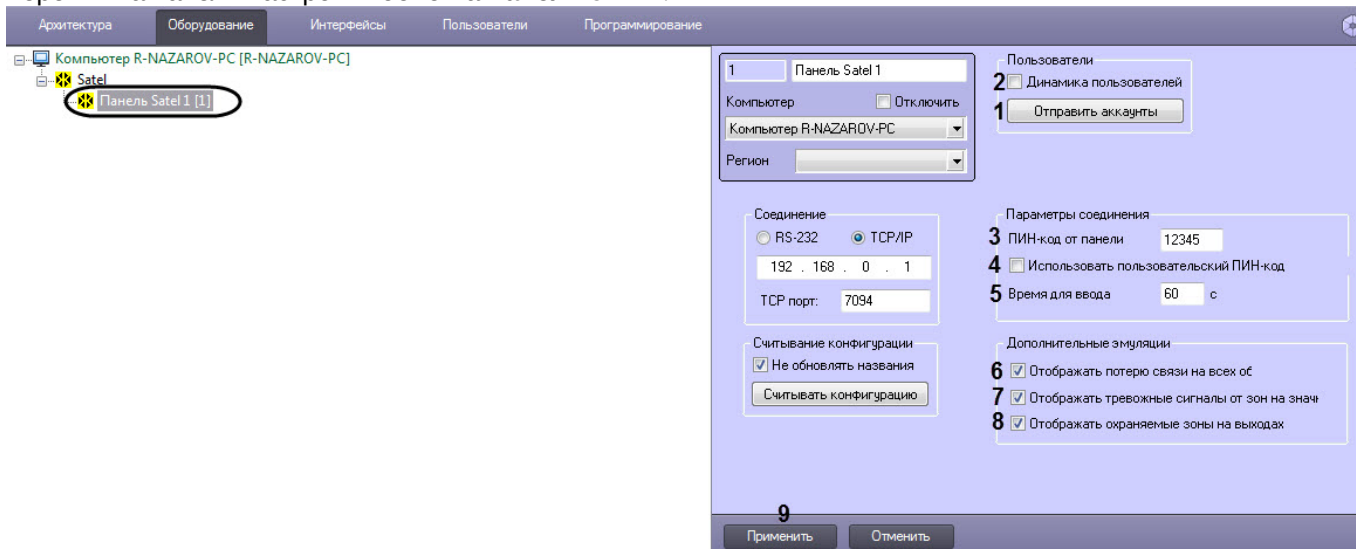 Архитектура Оборудование Интерфейсы Пользователи Программирование
Компьютер R-NAZAROV-PC [R-NAZAROV-PC]
Satel
Панель Satel 1 [1]
1 Панель Satel 1
Компьютер Отключить
Компьютер R-NAZAROV-PC
Регион
Пользователи
2 Динамика пользователей
1 Отправить аккаунты
Соединение
RS-232 TCP/IP
192 . 168 . 0 . 1
TCP порт: 7094
Параметры соединения
3 ПИН-код от панели 12345
4 Использовать пользовательский ПИН-код
5 Время для ввода 60 с
Считывание конфигурации
Не обновлять названия
Считывать конфигурацию
Дополнительные эмуляции
6 Отображать потерю связи на всех об
7 Отображать тревожные сигналы от зон на знач
8 Отображать охраняемые зоны на выходах
9
Применить Отменить